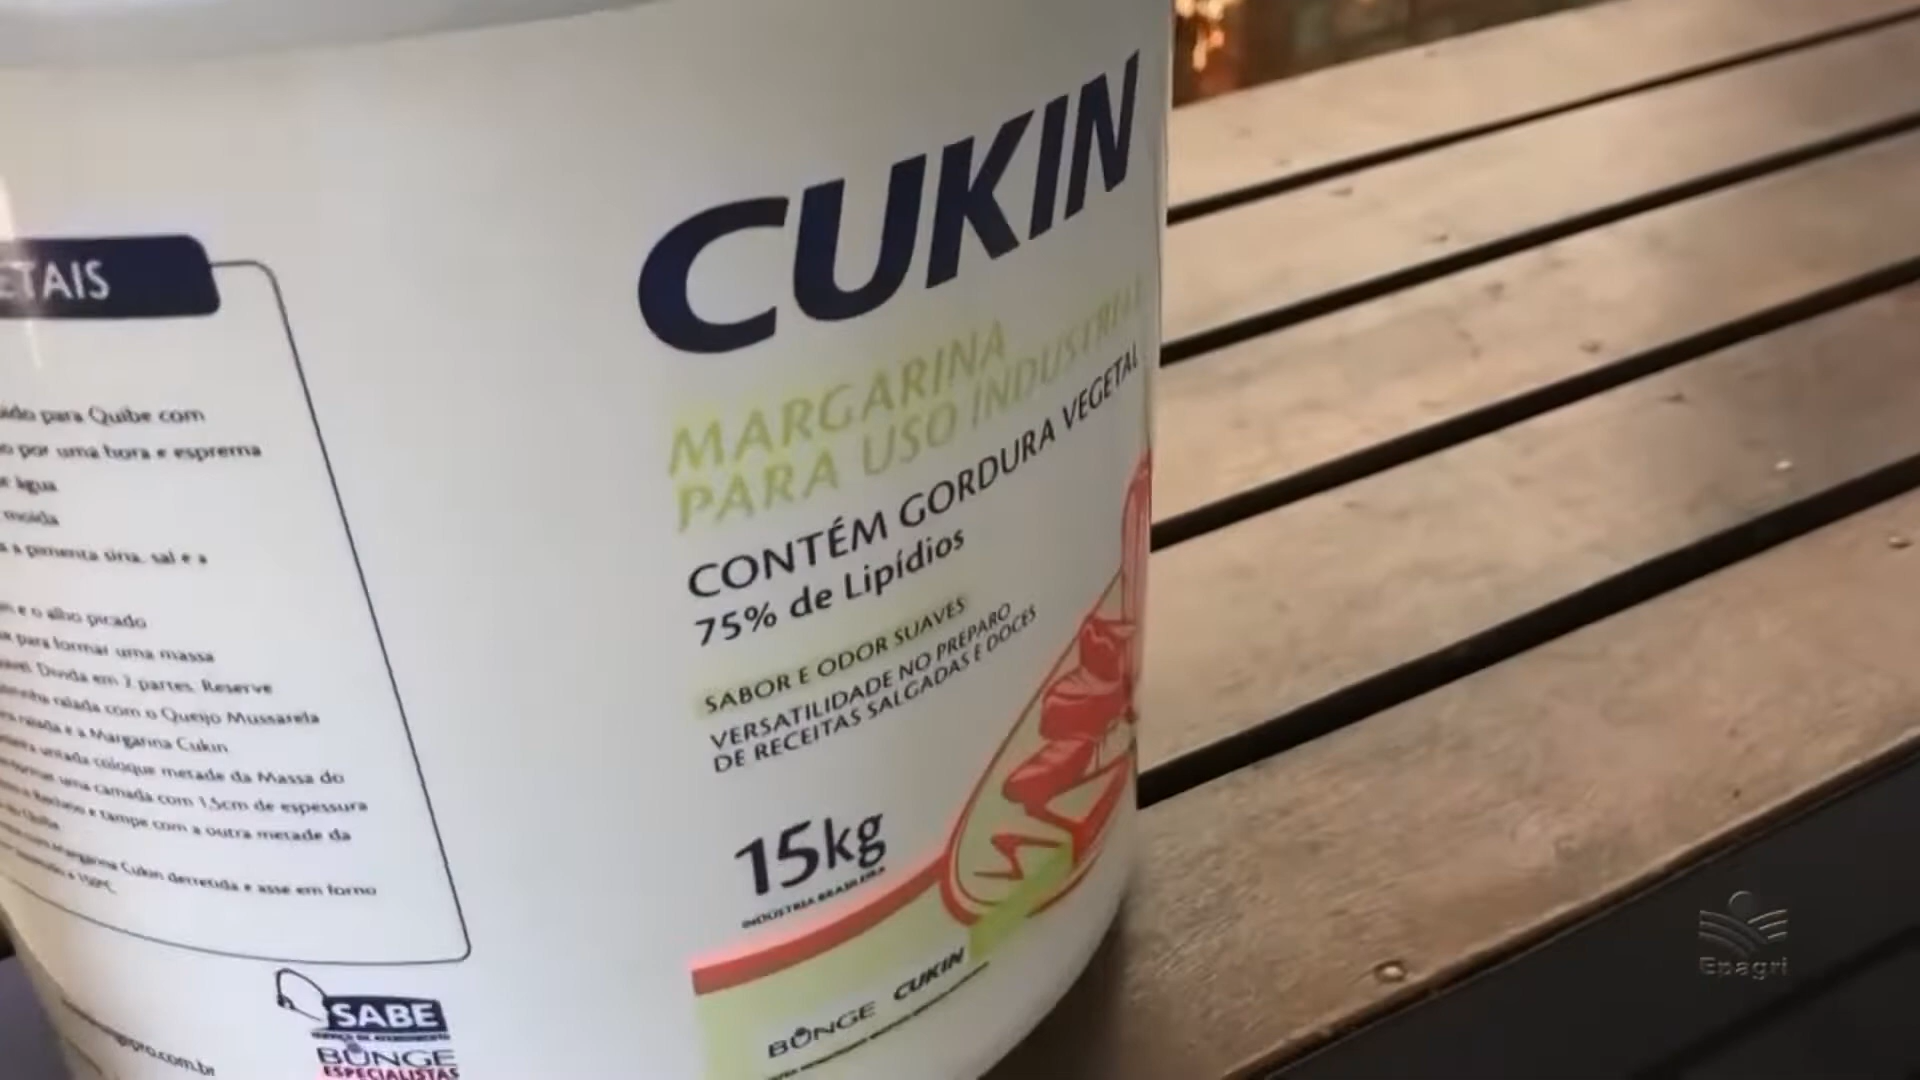 ETAIS
para Quibe com
por uma hora e esprema
água
moída
a pimenta síria, sal e a
e o alho picado
para formar uma massa
Divida em 2 partes. Reserve
ralada com o Queijo Mussarela
ralada e a Margarina Cukin
untada coloque metade da Massa do
uma camada com 1,5cm de espessura
e tampe com a outra metade da
Margarina Cukin derretida e asse em forno
SABE
BUNGE
ESPECIALISTAS
CUKIN
MARGARINA
PARA USO INDUSTRIAL
CONTÉM GORDURA VEGETAL
75% de Lipídios
SABOR E ODOR SUAVES
VERSATILIDADE NO PREPARO
DE RECEITAS SALGADAS E DOCES
15kg
INDÚSTRIA BRASILEIRA
BUNGE CUKIN
Epagri